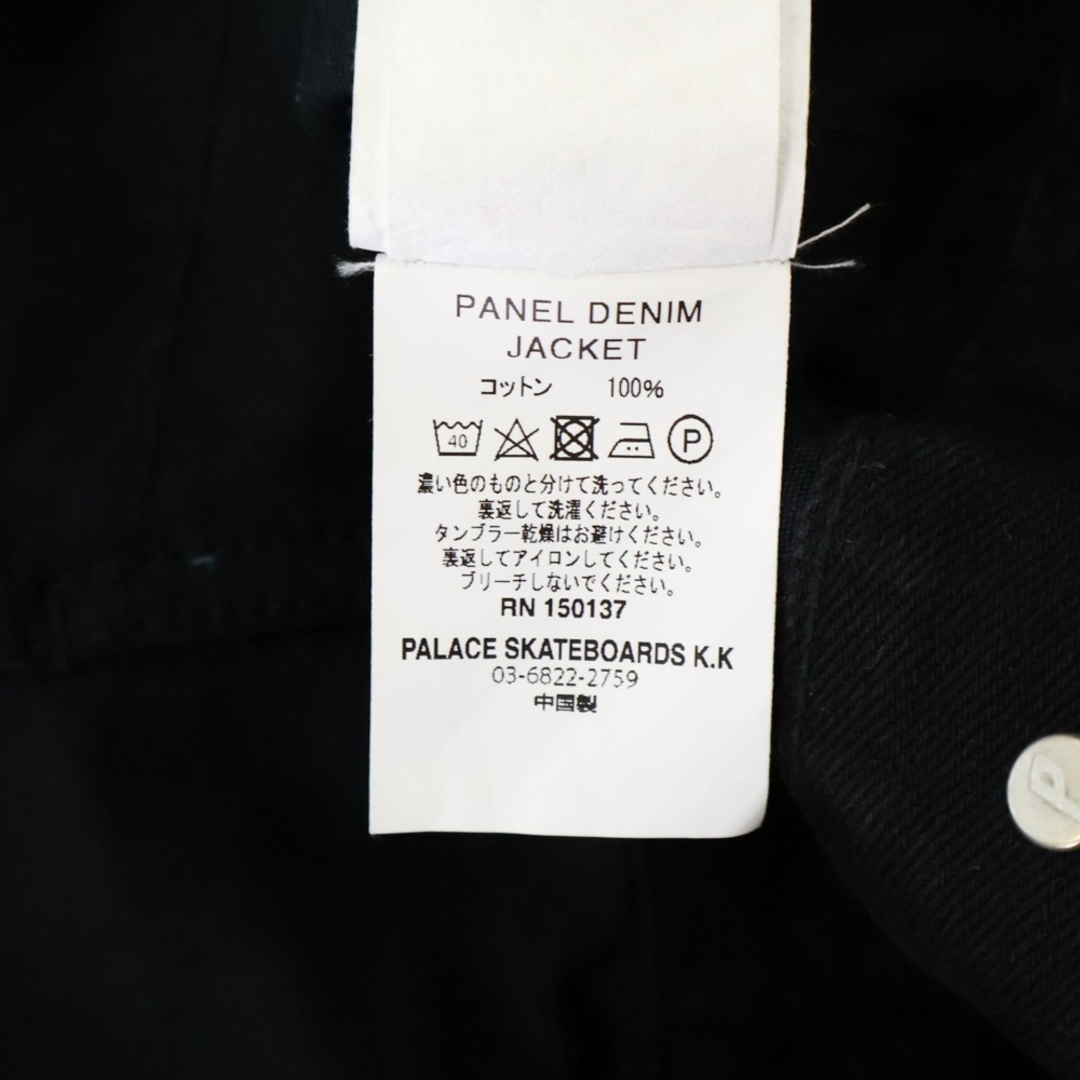 PANEL DENIM
JACKET
コットン 100%
40 P
濃い色のものと分けて洗ってください。
裏返して洗濯ください。
タンブラー乾燥はお避けください。
裏返してアイロンしてください。
ブリーチしないでください。
RN 150137
PALACE SKATEBOARDS K.K
03-6822-2759
中国製
P